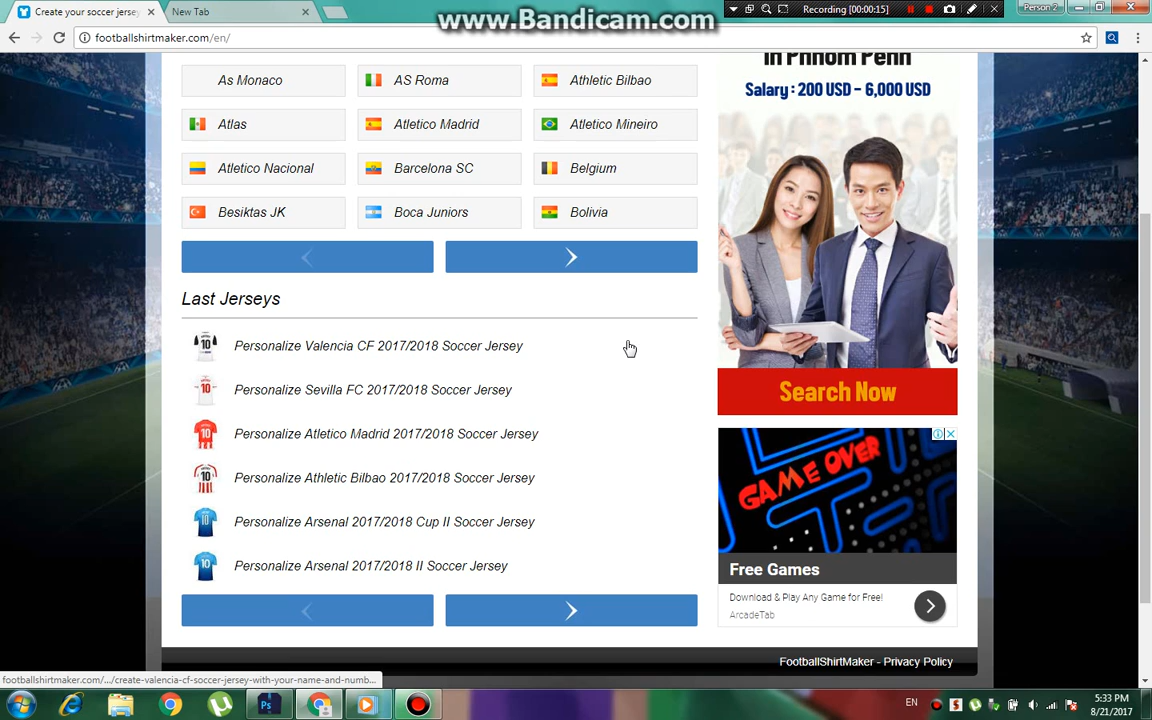 Create your soccer jersey
New Tab
www.Bandicam.com
Recording [00:00:15]
Person 2
footballshirtmaker.com/en/
As Monaco
AS Roma
Athletic Bilbao
Atlas
Atletico Madrid
Atletico Mineiro
Atletico Nacional
Barcelona SC
Belgium
Besiktas JK
Boca Juniors
Bolivia
Last Jerseys
Personalize Valencia CF 2017/2018 Soccer Jersey
Personalize Sevilla FC 2017/2018 Soccer Jersey
Personalize Atletico Madrid 2017/2018 Soccer Jersey
Personalize Athletic Bilbao 2017/2018 Soccer Jersey
Personalize Arsenal 2017/2018 Cup II Soccer Jersey
Personalize Arsenal 2017/2018 II Soccer Jersey
in Phnom Penh
Salary : 200 USD - 6,000 USD
Search Now
GAME OVER
Free Games
Download & Play Any Game for Free!
ArcadeTab
FootballShirtMaker - Privacy Policy
footballshirtmaker.com/.../create-valencia-cf-soccer-jersey-with-your-name-and-numb...
Ps
EN
5:33 PM
8/21/2017